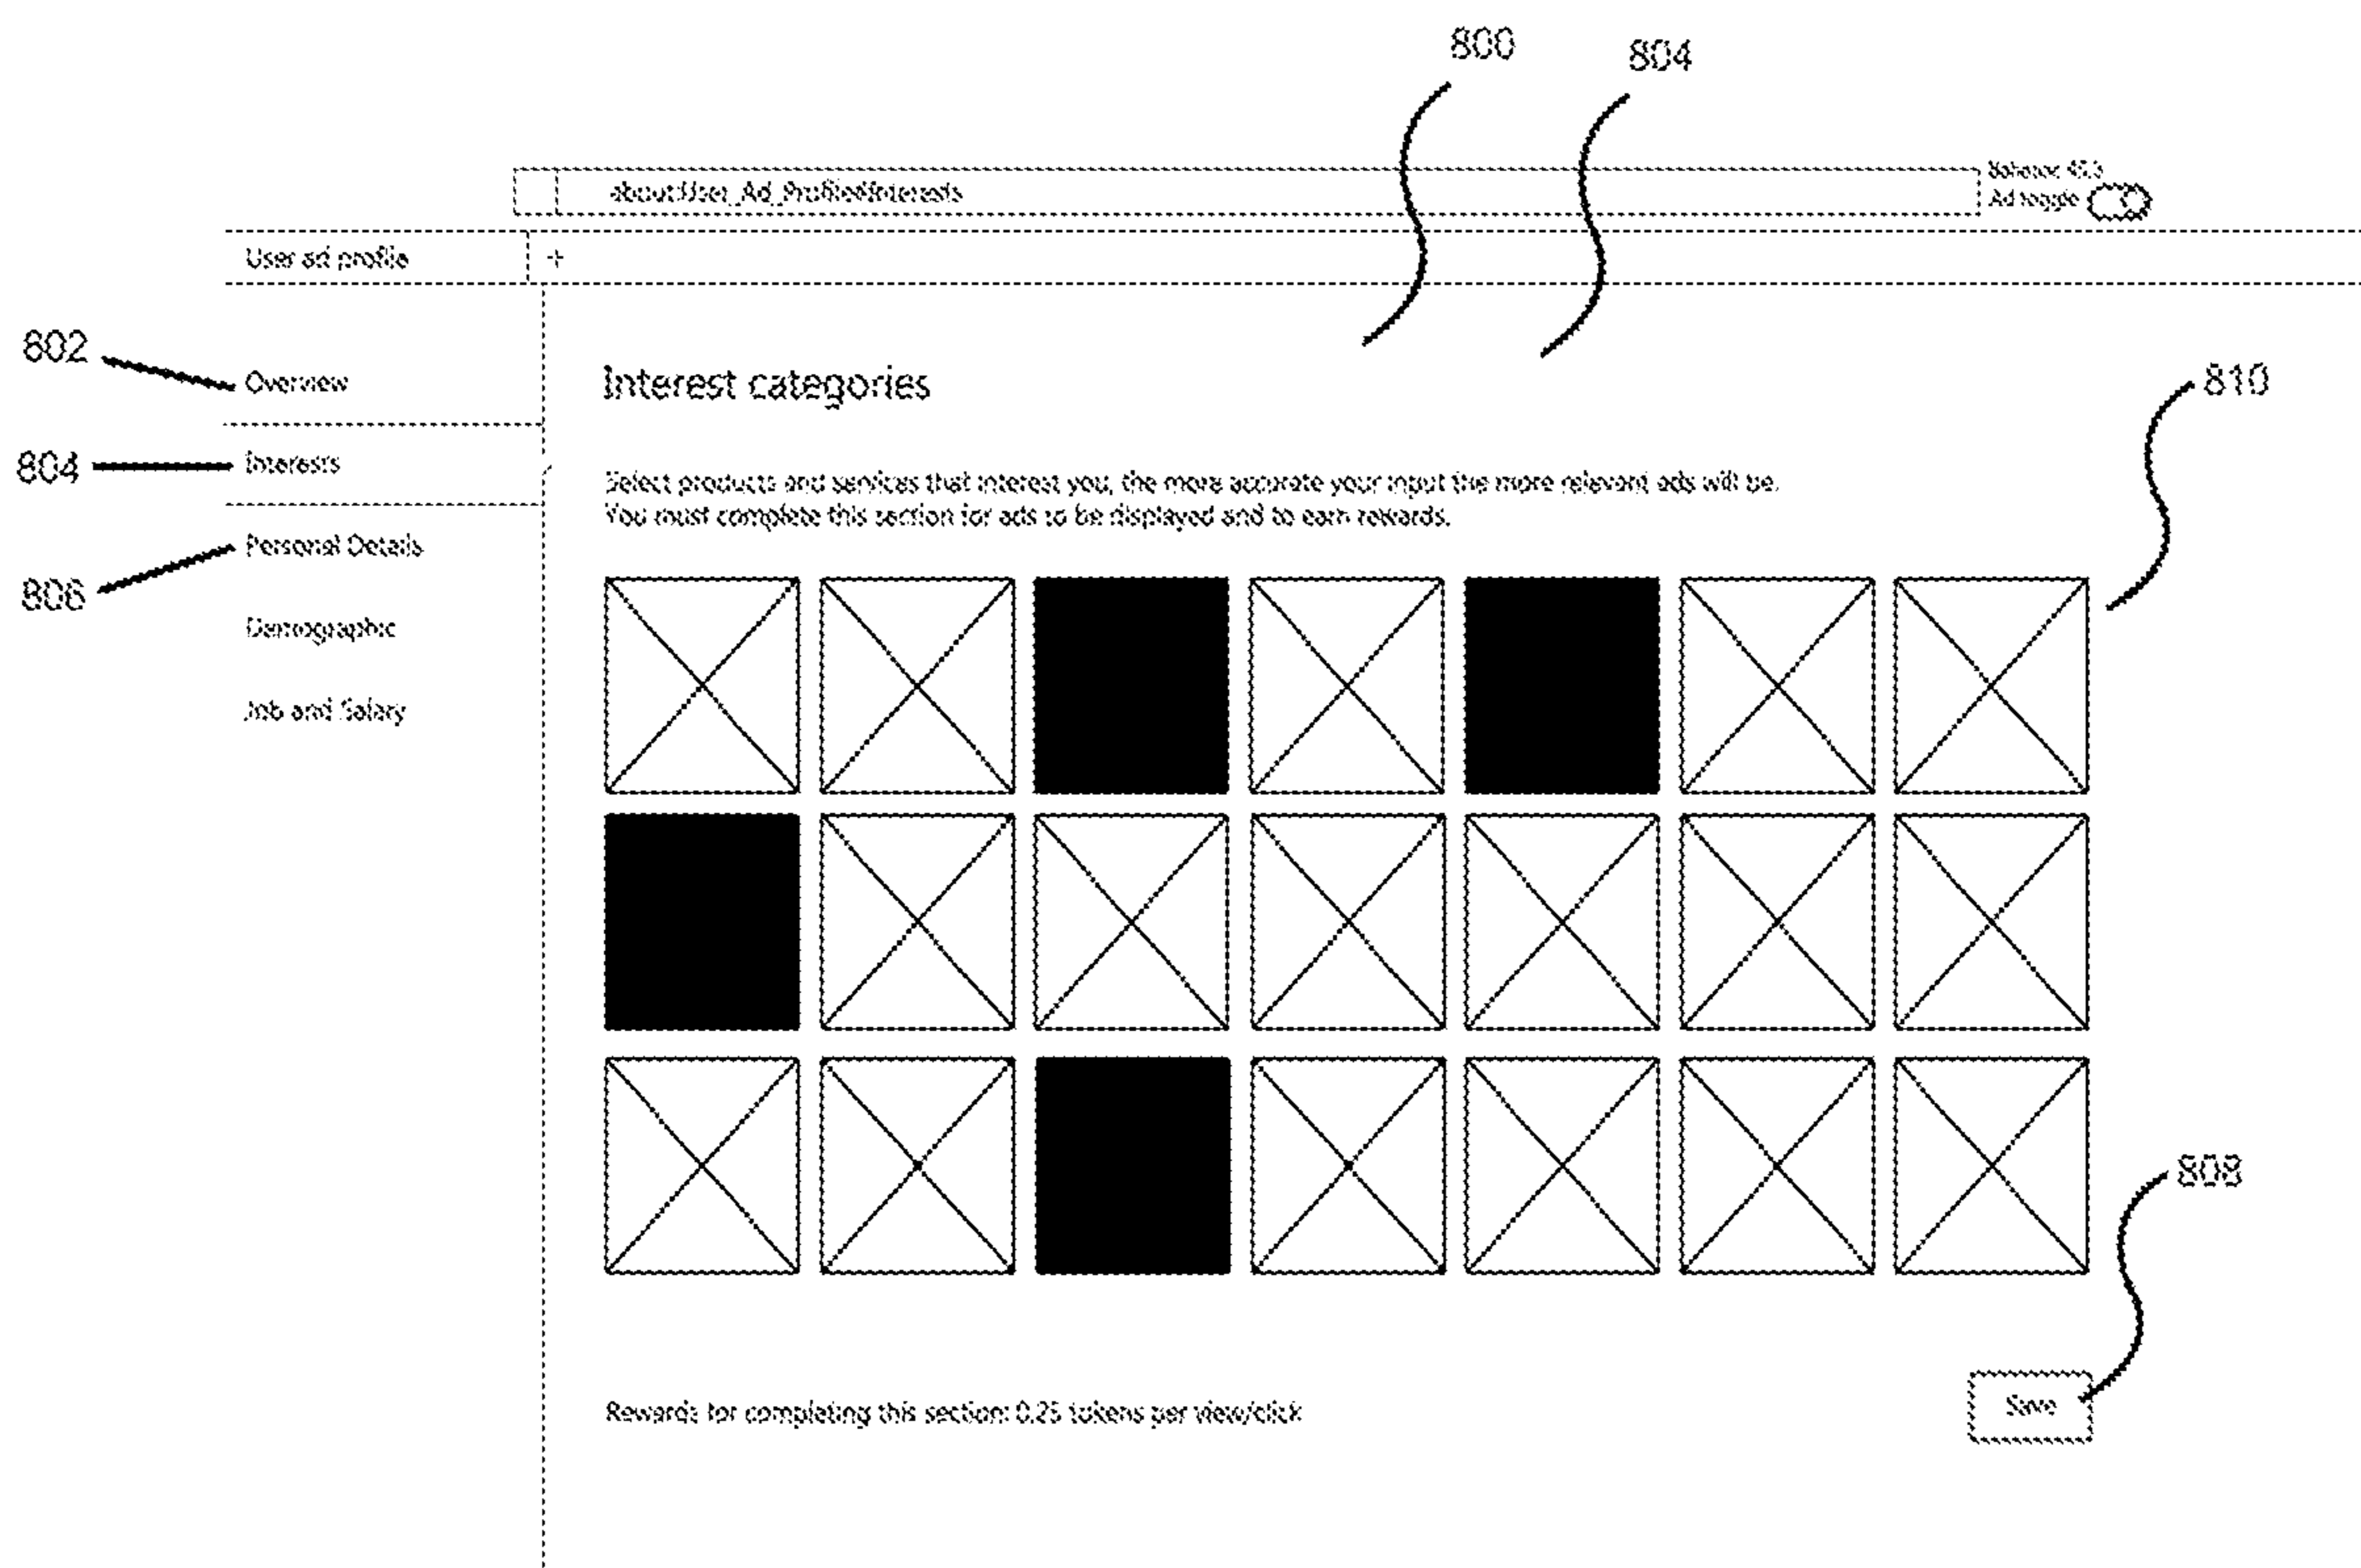 800
804
about:User_Ad_Profile#Interests
Balance: 45.3
Ad toggle
User ad profile
+
802
Overview
Interest categories
810
804
Interests
Select products and services that interest you, the more accurate your input the more relevant ads will be.
You must complete this section for ads to be displayed and to earn rewards.
Personal Details
806
Demographic
Job and Salary
808
Rewards for completing this section: 0.25 tokens per view/click
Save